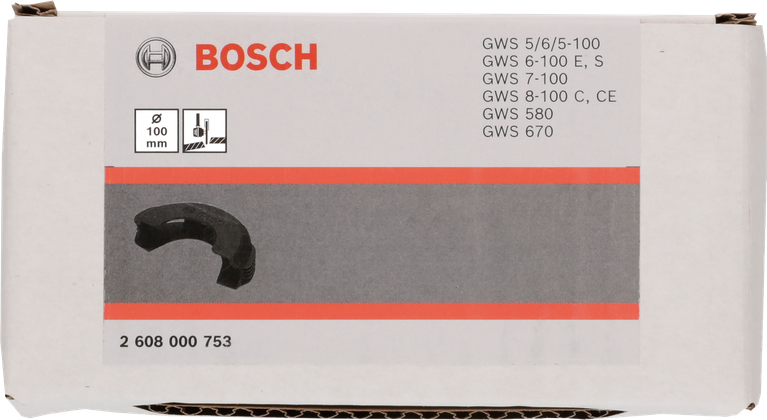 BOSCH
GWS 5/6/5-100
GWS 6-100 E, S
GWS 7-100
GWS 8-100 C, CE
GWS 580
GWS 670
Ø
100
mm
2 608 000 753